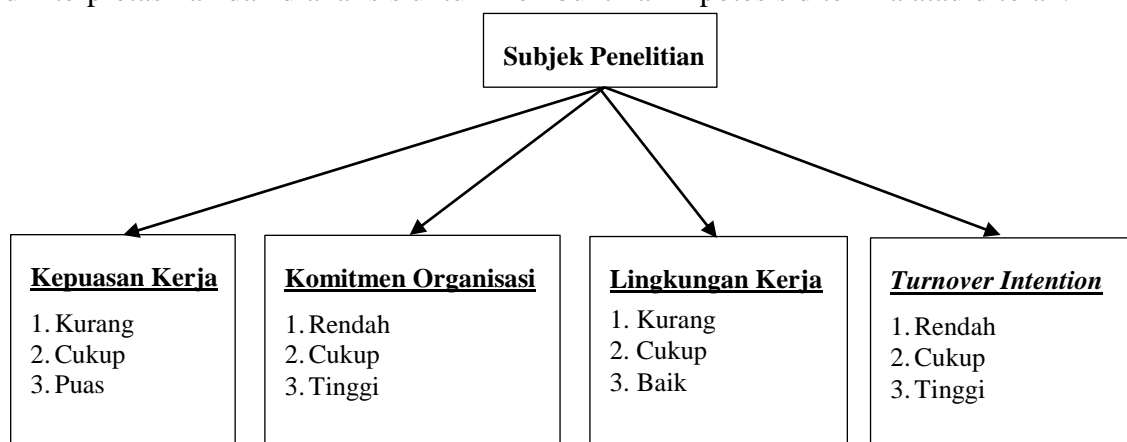 Subjek Penelitian
Kepuasan Kerja
1. Kurang
2. Cukup
3. Puas
Komitmen Organisasi
1. Rendah
2. Cukup
3. Tinggi
Lingkungan Kerja
1. Kurang
2. Cukup
3. Baik
Turnover Intention
1. Rendah
2. Cukup
3. Tinggi